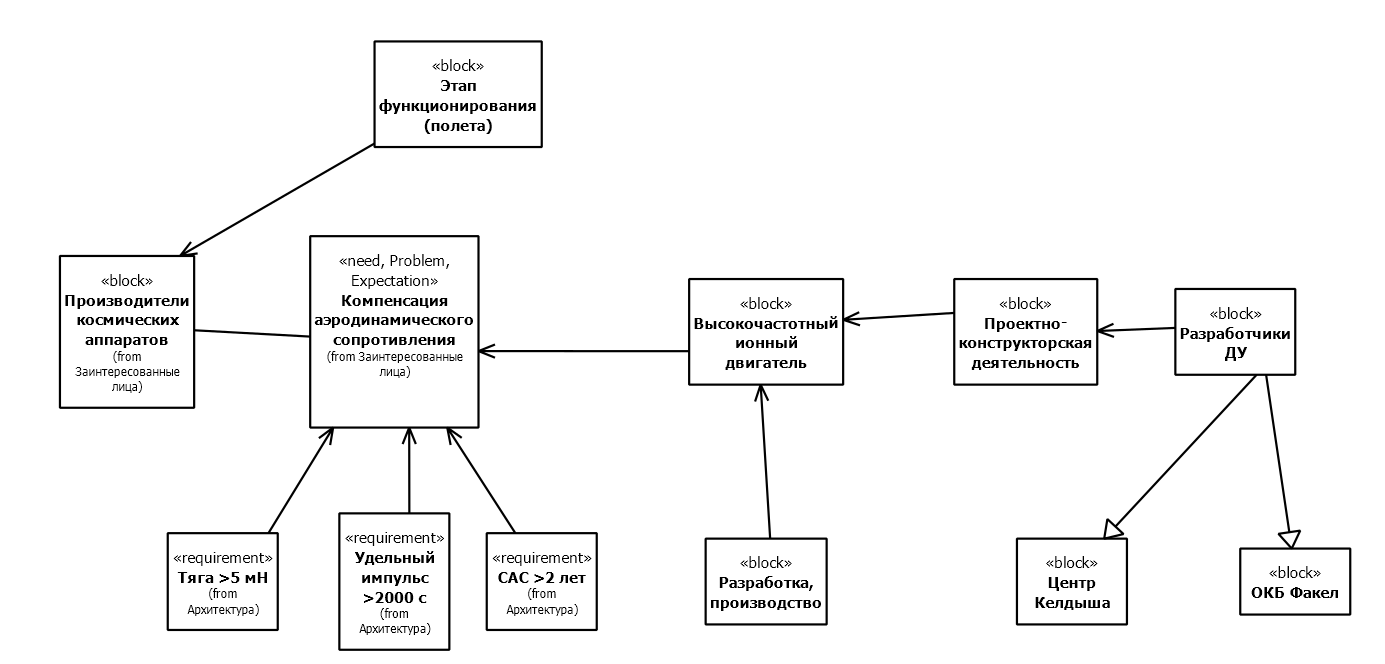 «block»
Этап
функционирования
(полета)
«block»
Производители
космических
аппаратов
(from
Заинтересованные
лица)
«need, Problem,
Expectation»
Компенсация
аэродинамического
сопротивления
(from Заинтересованные
лица)
«block»
Высокочастотный
ионный
двигатель
«block»
Проектно-
конструкторская
деятельность
«block»
Разработчики
ДУ
«requirement»
Тяга >5 мН
(from
Архитектура)
«requirement»
Удельный
импульс
>2000 с
(from
Архитектура)
«requirement»
САС >2 лет
(from
Архитектура)
«block»
Разработка,
производство
«block»
Центр
Келдыша
«block»
ОКБ Факел